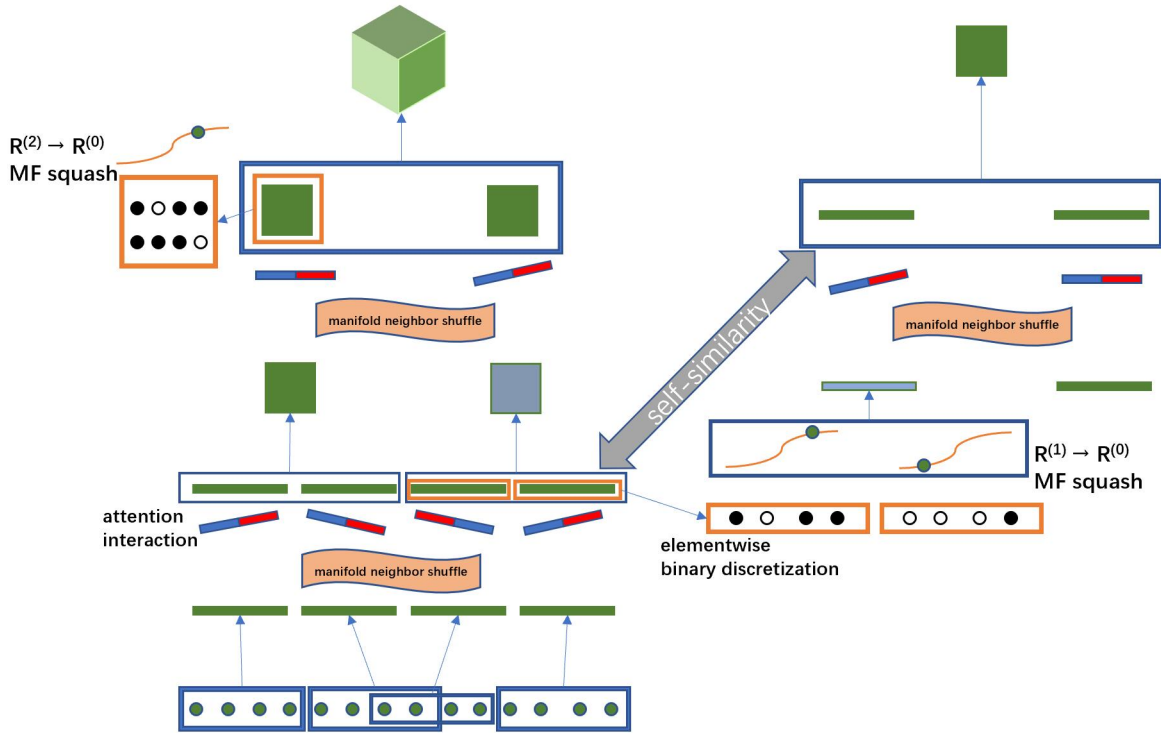 R(2) → R(0)
MF squash
manifold neighbor shuffle
self-similarity
manifold neighbor shuffle
R(1) → R(0)
MF squash
attention
interaction
manifold neighbor shuffle
elementwise
binary discretization